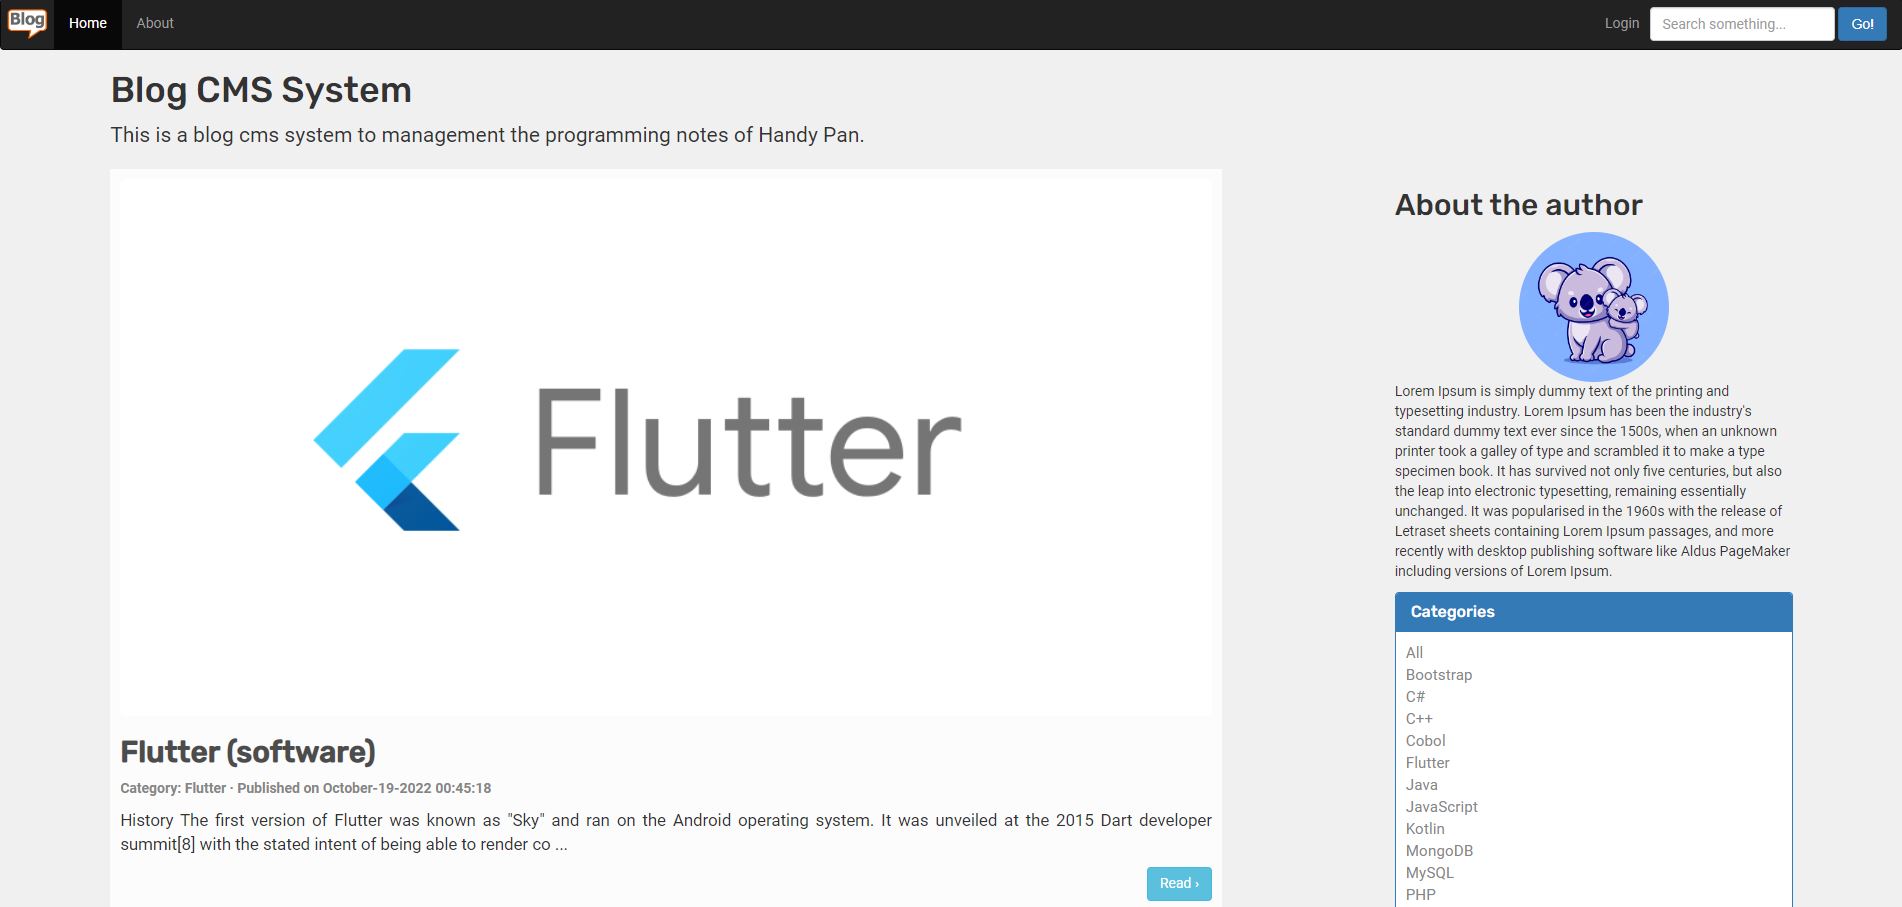 Blog
Home
About
Login
Search something...
Go!
Blog CMS System
This is a blog cms system to management the programming notes of Handy Pan.
Flutter
Flutter (software)
Category: Flutter · Published on October-19-2022 00:45:18
History The first version of Flutter was known as "Sky" and ran on the Android operating system. It was unveiled at the 2015 Dart developer
summit[8] with the stated intent of being able to render co ...
Read ›
About the author
Lorem Ipsum is simply dummy text of the printing and
typesetting industry. Lorem Ipsum has been the industry's
standard dummy text ever since the 1500s, when an unknown
printer took a galley of type and scrambled it to make a type
specimen book. It has survived not only five centuries, but also
the leap into electronic typesetting, remaining essentially
unchanged. It was popularised in the 1960s with the release of
Letraset sheets containing Lorem Ipsum passages, and more
recently with desktop publishing software like Aldus PageMaker
including versions of Lorem Ipsum.
Categories
All
Bootstrap
C#
C++
Cobol
Flutter
Java
JavaScript
Kotlin
MongoDB
MySQL
PHP